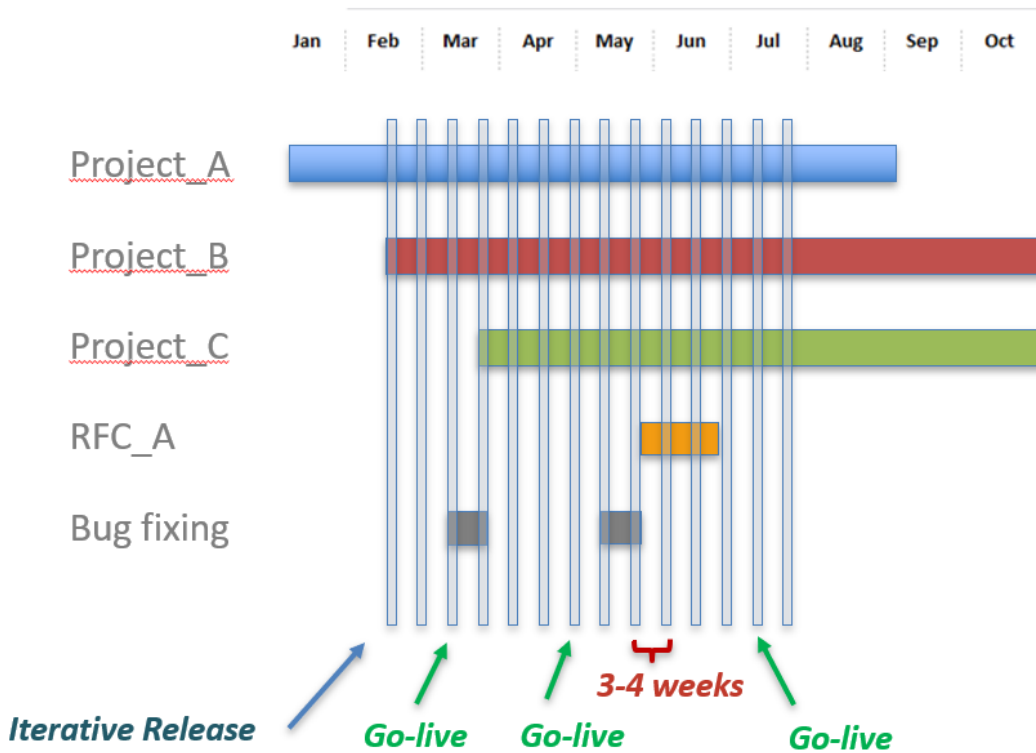 Jan Feb Mar Apr May Jun Jul Aug Sep Oct
Project_A
Project_B
Project_C
RFC_A
Bug fixing
3-4 weeks
Iterative Release
Go-live
Go-live
Go-live